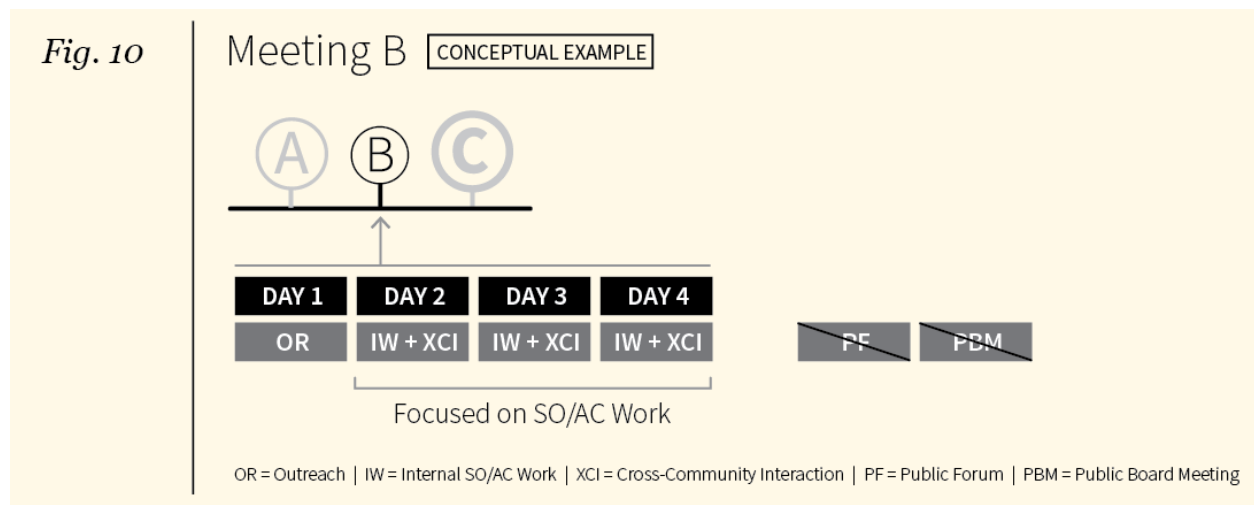 Fig. 10
Meeting B CONCEPTUAL EXAMPLE
A B C
DAY 1 DAY 2 DAY 3 DAY 4
OR IW + XCI IW + XCI IW + XCI PF PBM
Focused on SO/AC Work
OR = Outreach | IW = Internal SO/AC Work | XCI = Cross-Community Interaction | PF = Public Forum | PBM = Public Board Meeting